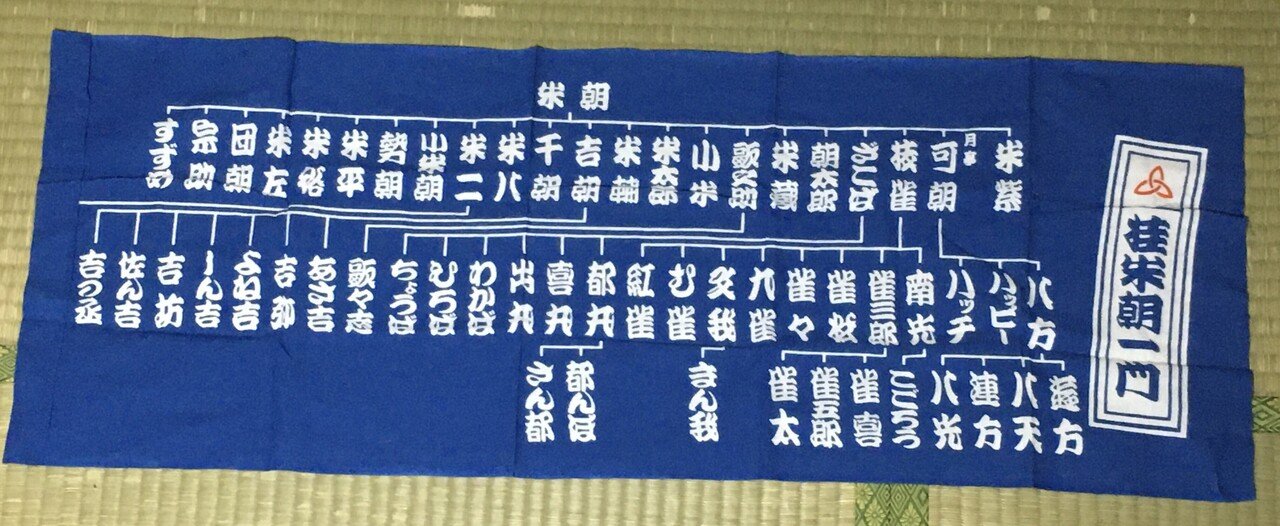 桂米朝一門
米朝
米紫
月亭
可朝
枝雀
ざこば
朝太郎
米蔵
歌之助
小米
米太郎
米輔
吉朝
千朝
米八
米二
小米朝
勢朝
米平
米裕
米左
団朝
宗助
すずめ
八方
ハッピー
ハッチ
南光
雀三郎
雀松
雀々
九雀
文我
む雀
紅雀
都丸
喜丸
出丸
わかば
ひろば
ちょうば
歌々志
あさ吉
吉弥
よね吉
しん吉
吉坊
佐ん吉
吉の丞
遊方
八天
連方
八光
こごろう
雀喜
雀五郎
雀太
まん我
都んぼ
さん都